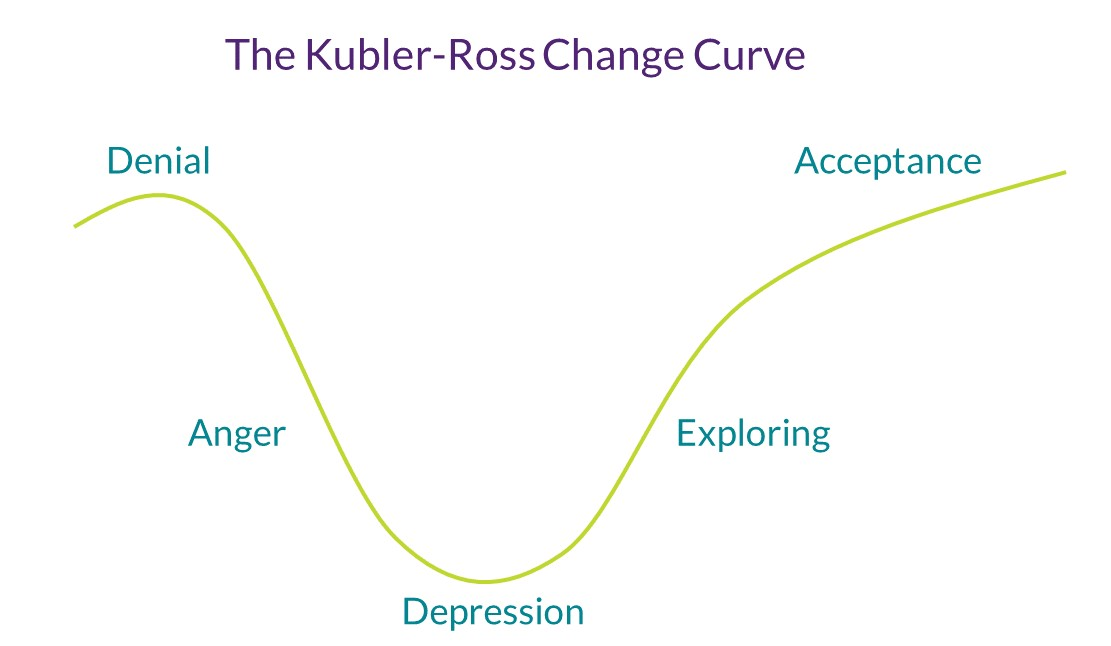 The Kubler-Ross Change Curve
Denial
Acceptance
Anger
Exploring
Depression